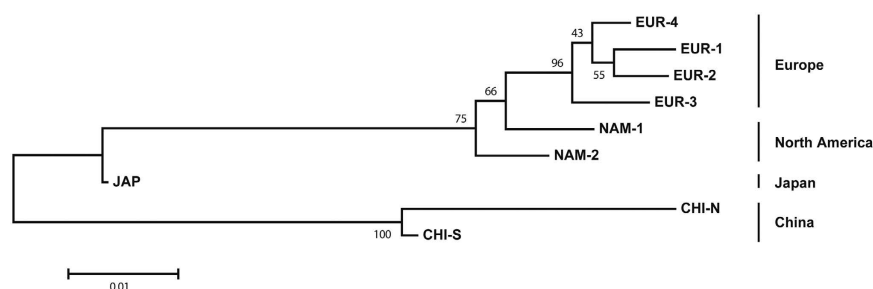 EUR-4
43
EUR-1
96
55
EUR-2
Europe
66
EUR-3
75
NAM-1
North America
NAM-2
JAP
Japan
CHI-N
China
100
CHI-S
0.01